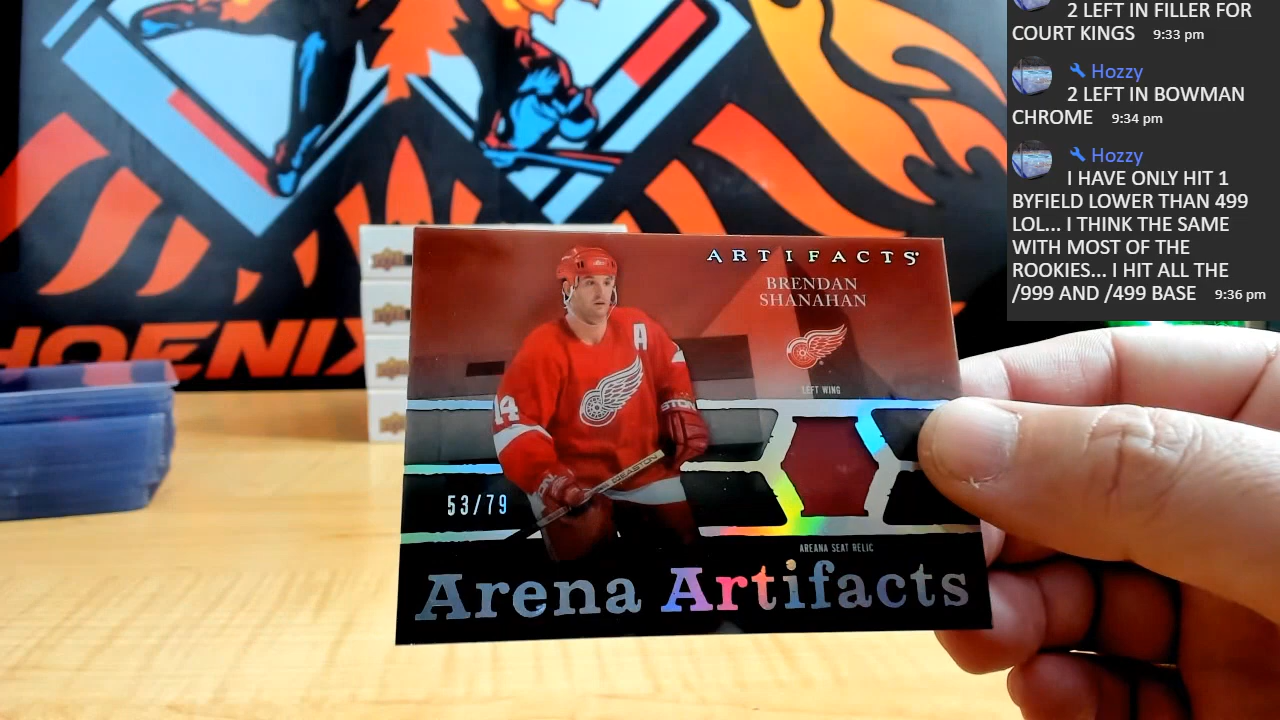 2 LEFT IN FILLER FOR
COURT KINGS 9:33 pm
Hozzy
2 LEFT IN BOWMAN
CHROME 9:34 pm
Hozzy
I HAVE ONLY HIT 1
BYFIELD LOWER THAN 499
LOL... I THINK THE SAME
WITH MOST OF THE
ROOKIES... I HIT ALL THE
/999 AND /499 BASE 9:36 pm
HOENIX
ARTIFACTS
BRENDAN
SHANAHAN
A
LEFT WING
14
EASTON
53/79
AREANA SEAT RELIC
Arena Artifacts